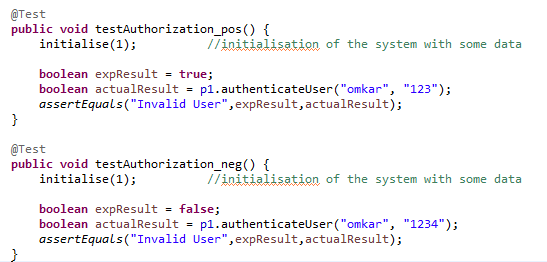 @Test
public void testAuthorization_pos() {
    initialise(1);          //initialisation of the system with some data

    boolean expResult = true;
    boolean actualResult = p1.authenticateUser("omkar", "123");
    assertEquals("Invalid User",expResult,actualResult);
}

@Test
public void testAuthorization_neg() {
    initialise(1);          //initialisation of the system with some data

    boolean expResult = false;
    boolean actualResult = p1.authenticateUser("omkar", "1234");
    assertEquals("Invalid User",expResult,actualResult);
}